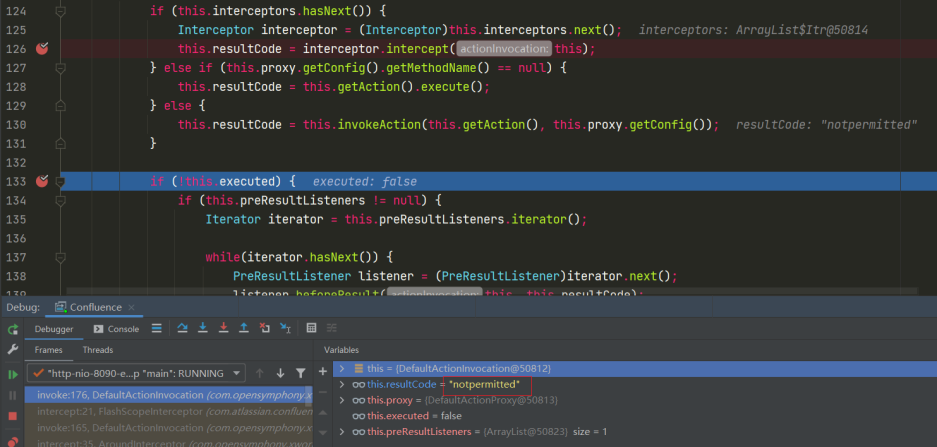 124 if (this.interceptors.hasNext()) {
125 Interceptor interceptor = (Interceptor)this.interceptors.next(); interceptors: ArrayList$Itr@50814
126 this.resultCode = interceptor.intercept( actionInvocation: this);
127 } else if (this.proxy.getConfig().getMethodName() == null) {
128 this.resultCode = this.getAction().execute();
129 } else {
130 this.resultCode = this.invokeAction(this.getAction(), this.proxy.getConfig()); resultCode: "notpermitted"
131 }
132
133 if (!this.executed) { executed: false
134 if (this.preResultListeners != null) {
135 Iterator iterator = this.preResultListeners.iterator();
136
137 while(iterator.hasNext()) {
138 PreResultListener listener = (PreResultListener)iterator.next();
139 listener.beforeResult( actionInvocation: this, this.resultCode);
Debug: Confluence ×
Debugger Console
Frames Threads Variables
"http-nio-8090-e...p "main": RUNNING
this = {DefaultActionInvocation@50812}
invoke:176, DefaultActionInvocation (com.opensymphony.x
this.resultCode = "notpermitted"
intercept:21, FlashScopeInterceptor (com.atlassian.confluen
this.proxy = {DefaultActionProxy@50813}
invoke:165, DefaultActionInvocation (com.opensymphony.x
this.executed = false
intercept:35, AroundInterceptor (com.opensymphony.xwor
this.preResultListeners = {ArrayList@50823} size = 1